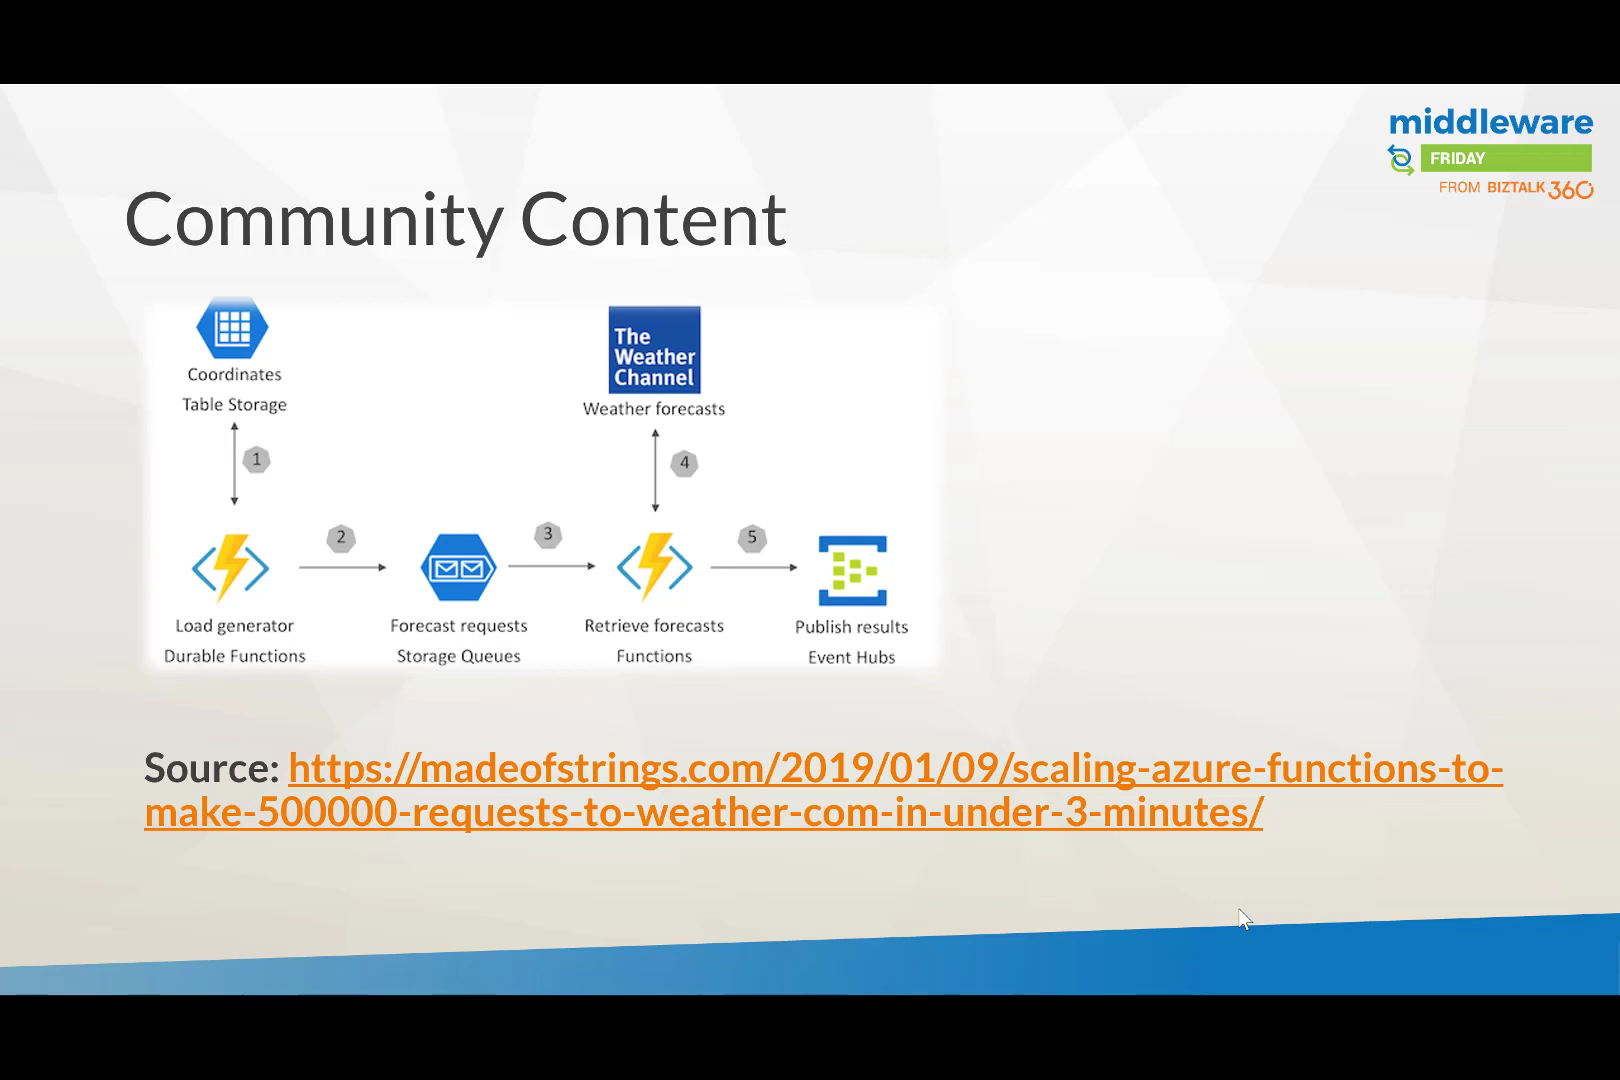 middleware
FRIDAY
FROM BIZTALK 360
Community Content
Coordinates
Table Storage
The
Weather
Channel
Weather forecasts
1
4
2
3
5
Load generator
Durable Functions
Forecast requests
Storage Queues
Retrieve forecasts
Functions
Publish results
Event Hubs
Source: https://madeofstrings.com/2019/01/09/scaling-azure-functions-to-
make-500000-requests-to-weather-com-in-under-3-minutes/